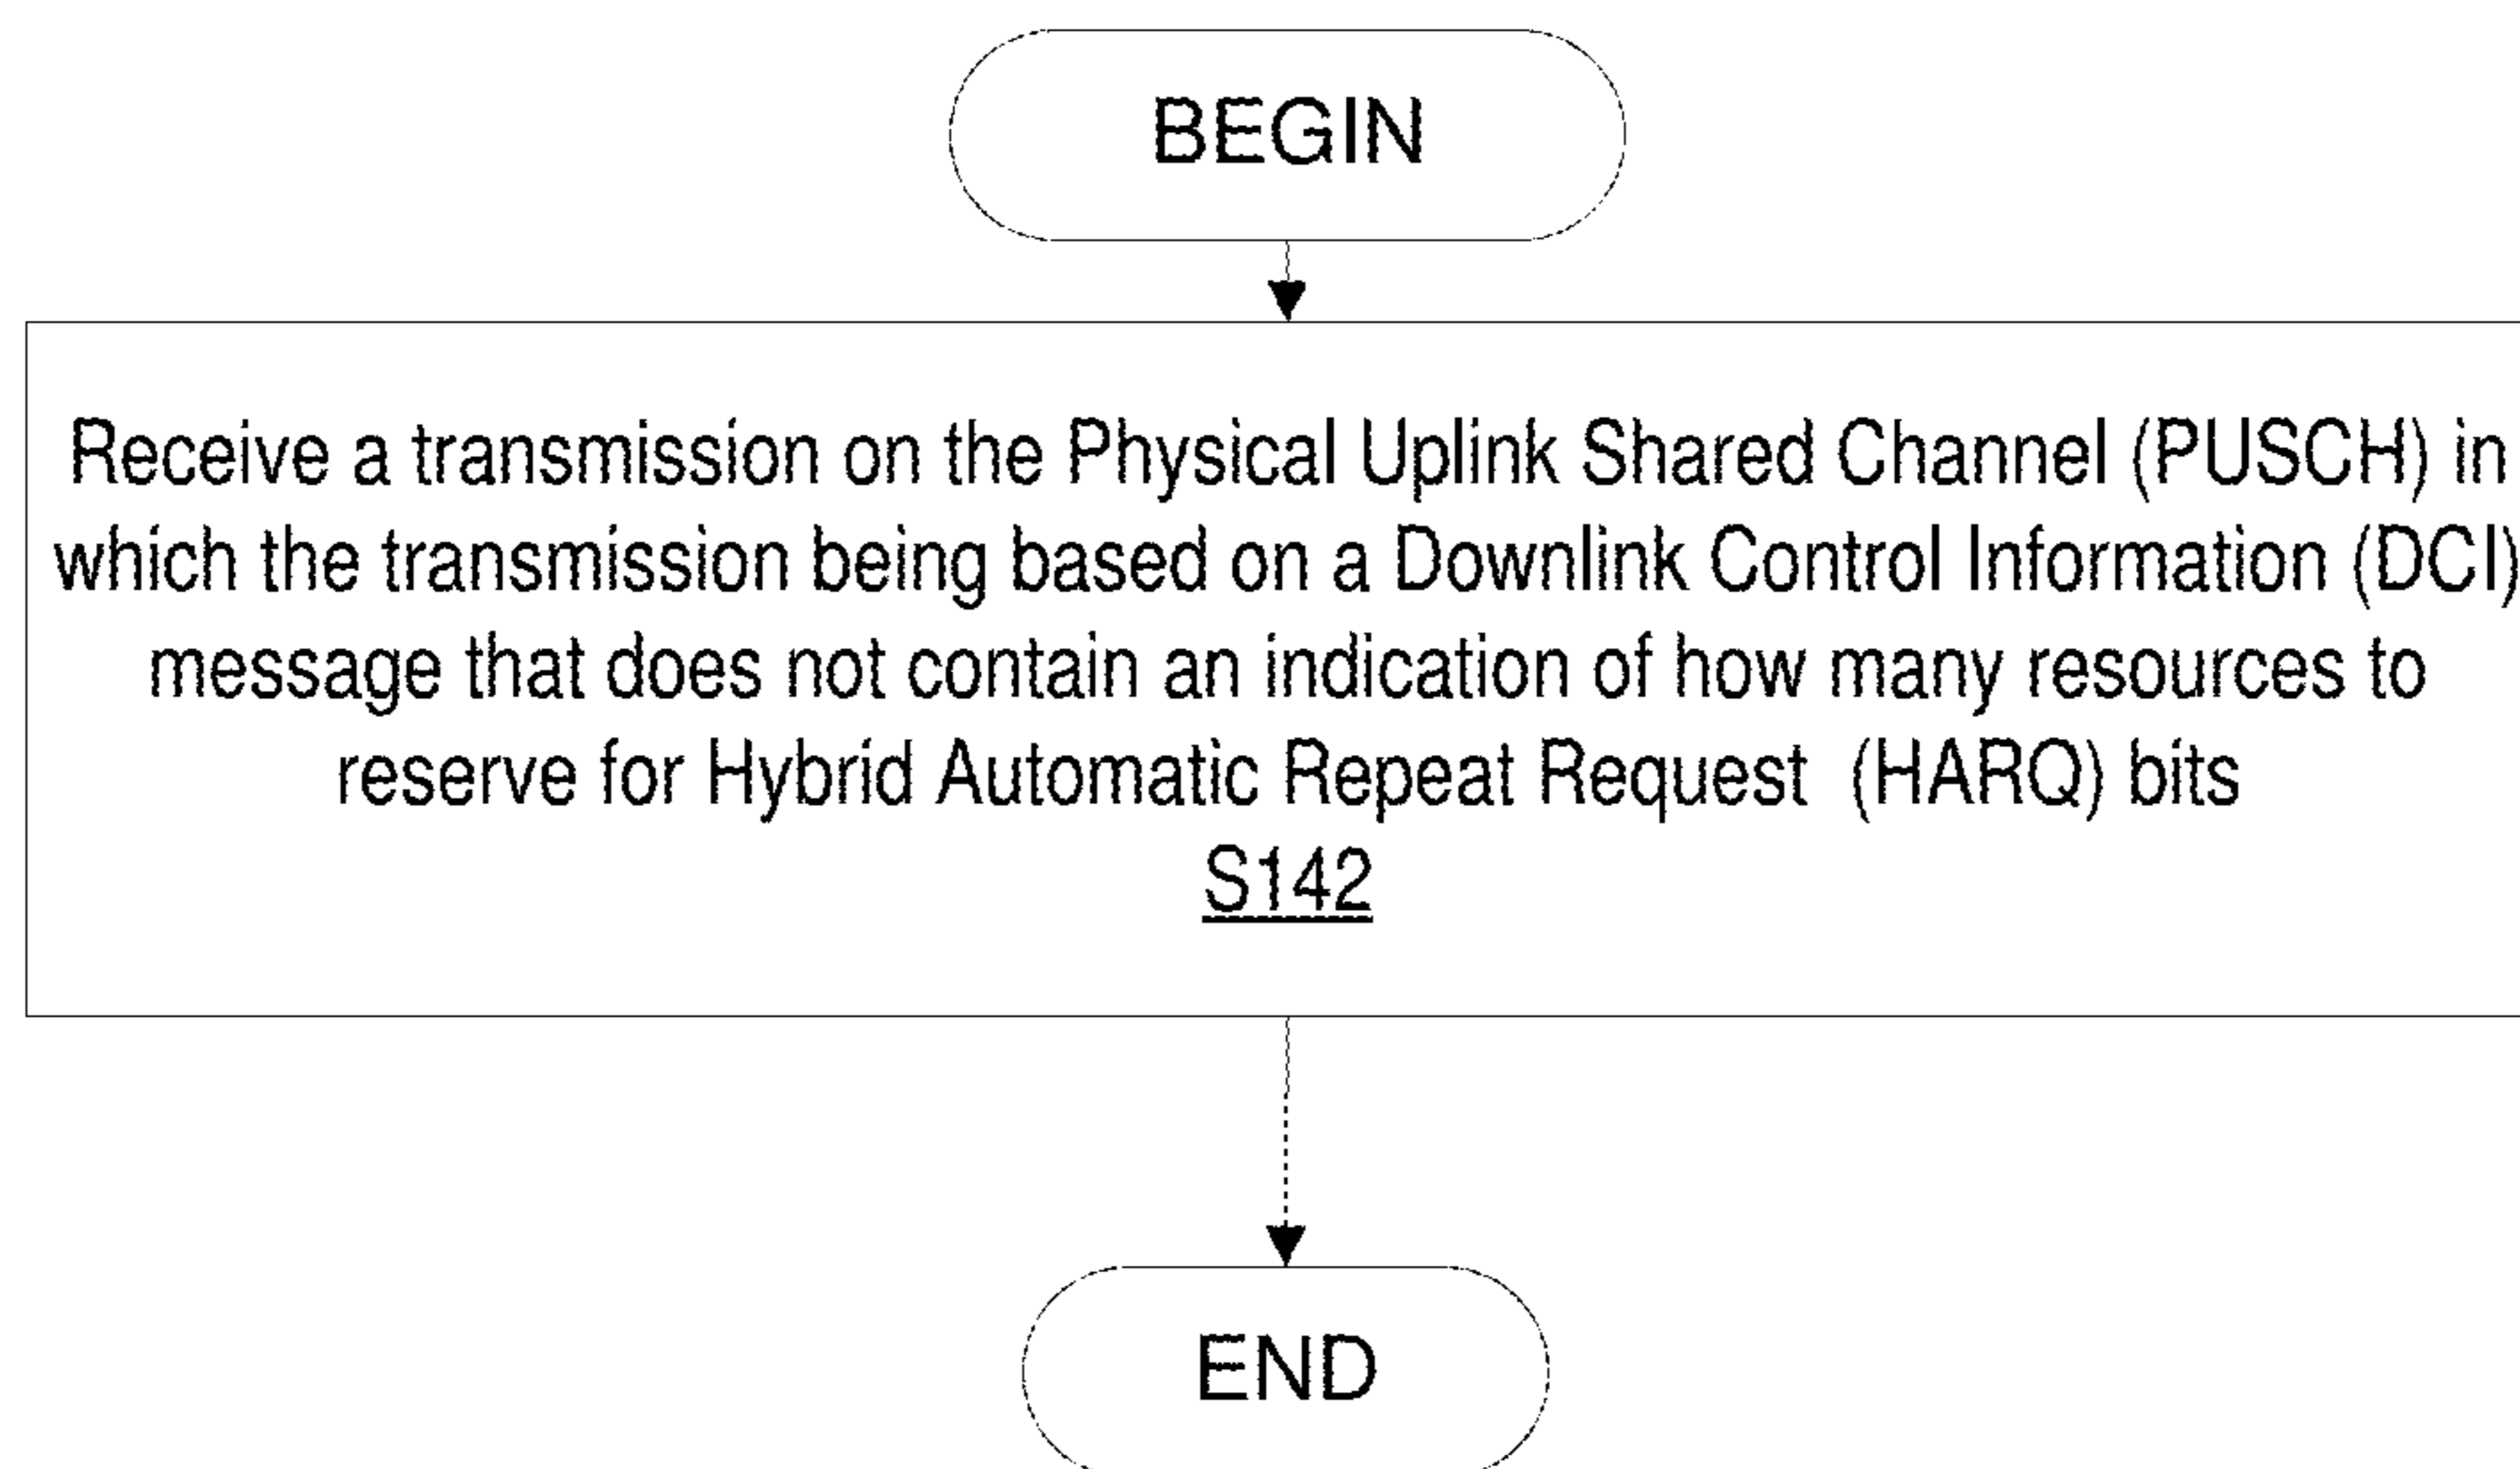 BEGIN
Receive a transmission on the Physical Uplink Shared Channel (PUSCH) in
which the transmission being based on a Downlink Control Information (DCI)
message that does not contain an indication of how many resources to
reserve for Hybrid Automatic Repeat Request (HARQ) bits
S142
END